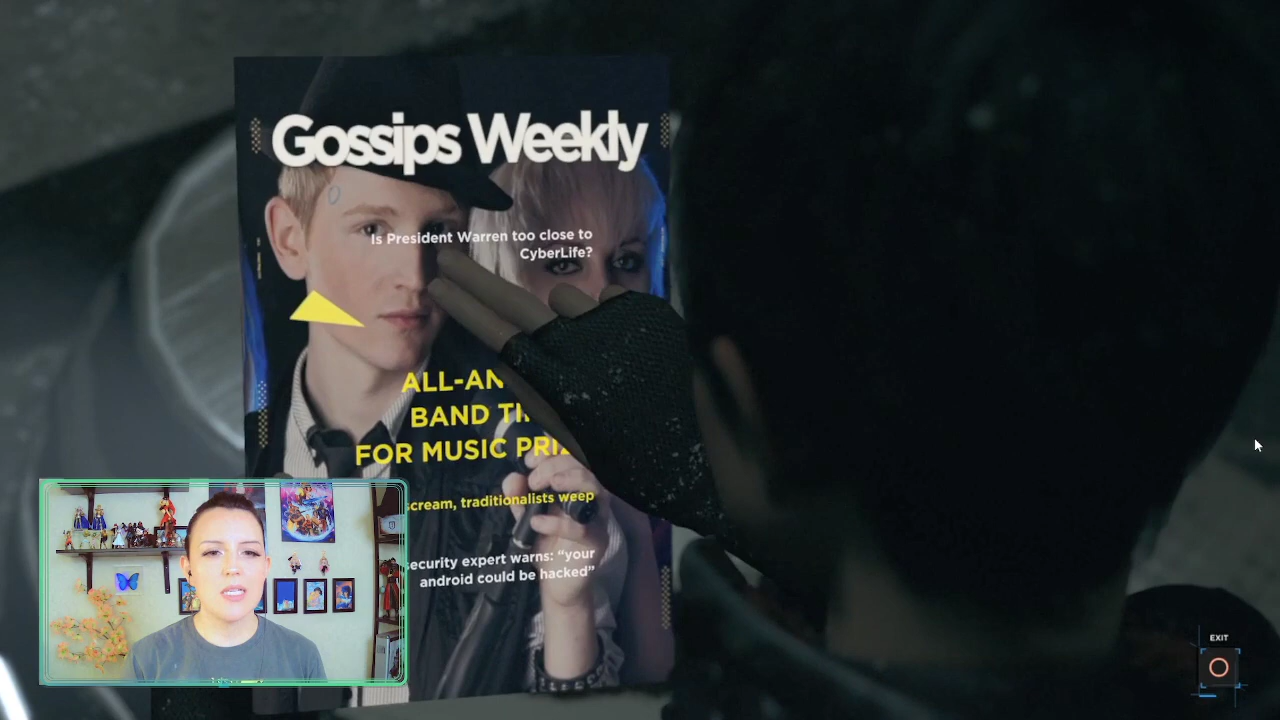 Gossips Weekly
Is President Warren too close to
CyberLife?
ALL-AN
BAND TI
FOR MUSIC PRIZ
scream, traditionalists weep
security expert warns: “your
android could be hacked”
EXIT